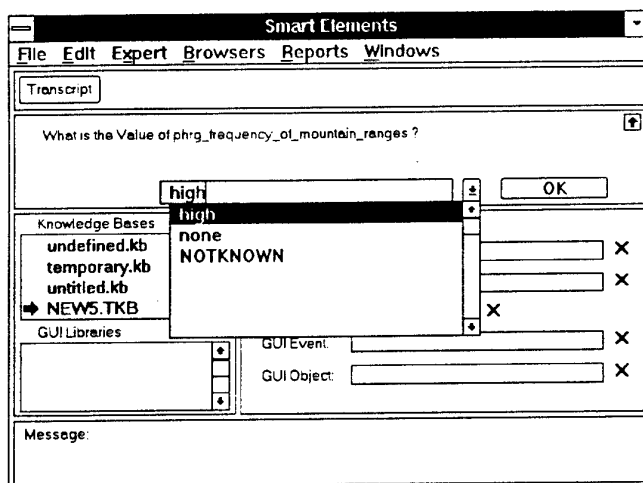 Smart Elements
File Edit Expert Browsers Reports Windows
Transcript
What is the Value of phrg_frequency_of_mountain_ranges ?
high
OK
high
none
NOTKNOWN
Knowledge Bases
undefined.kb
temporary.kb
untitled.kb
NEW5.TKB
GUI Libraries
GUI Event:
GUI Object:
Message: